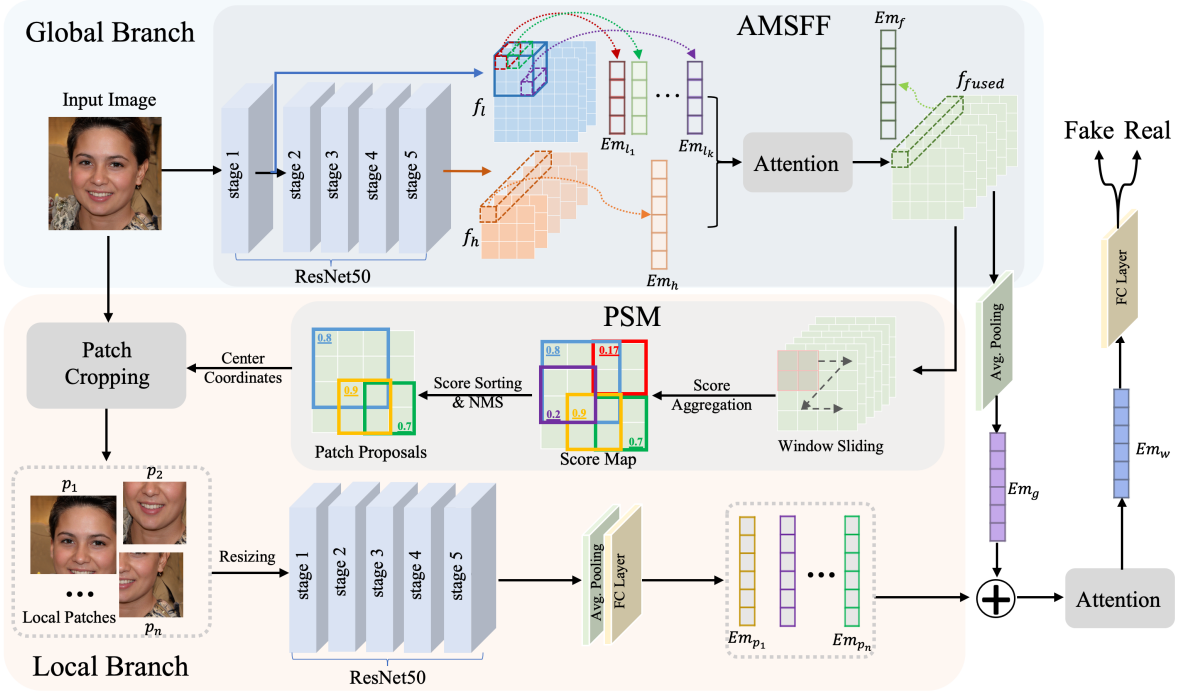 Global Branch
AMSFF
Em_f
Input Image
f_l
f_fused
stage 1
stage 2
stage 3
stage 4
stage 5
Em_{l_1}
Em_{l_k}
Attention
Fake Real
f_h
ResNet50
Em_h
FC Layer
Avg. Pooling
PSM
Patch
Cropping
Center
Coordinates
0.8
0.9
0.7
Patch Proposals
Score Sorting
& NMS
0.8
0.17
0.2
0.9
0.7
Score Map
Score
Aggregation
Window Sliding
Em_w
Em_g
p_1
p_2
Local Patches
p_n
Resizing
stage 1
stage 2
stage 3
stage 4
stage 5
ResNet50
Avg. Pooling
FC Layer
Em_{p_1}
Em_{p_n}
+
Attention
Local Branch